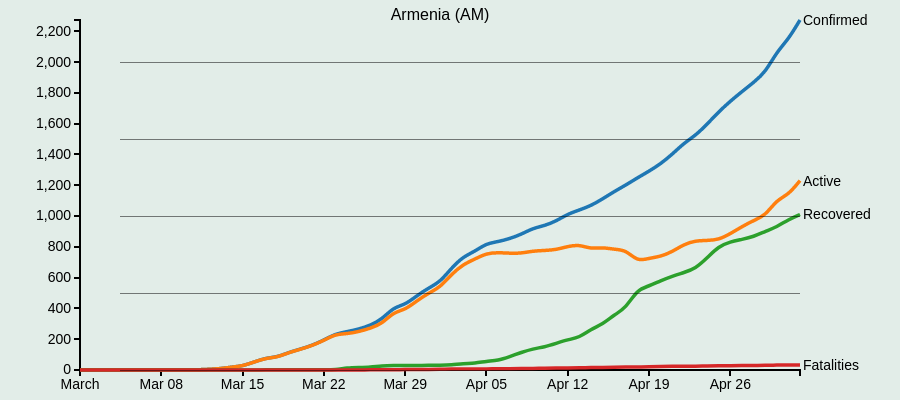 Armenia (AM)
2,200
2,000
1,800
1,600
1,400
1,200
1,000
800
600
400
200
0
March Mar 08 Mar 15 Mar 22 Mar 29 Apr 05 Apr 12 Apr 19 Apr 26
Confirmed
Active
Recovered
Fatalities